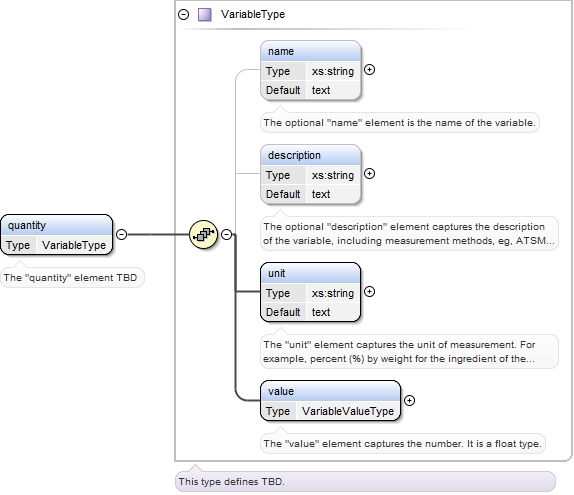 VariableType
name
Type xs:string
Default text
The optional "name" element is the name of the variable.
description
Type xs:string
Default text
The optional "description" element captures the description
of the variable, including measurement methods, eg, ATSM...
quantity
Type VariableType
The "quantity" element TBD
unit
Type xs:string
Default text
The "unit" element captures the unit of measurement. For
example, percent (%) by weight for the ingredient of the...
value
Type VariableValueType
The "value" element captures the number. It is a float type.
This type defines TBD.